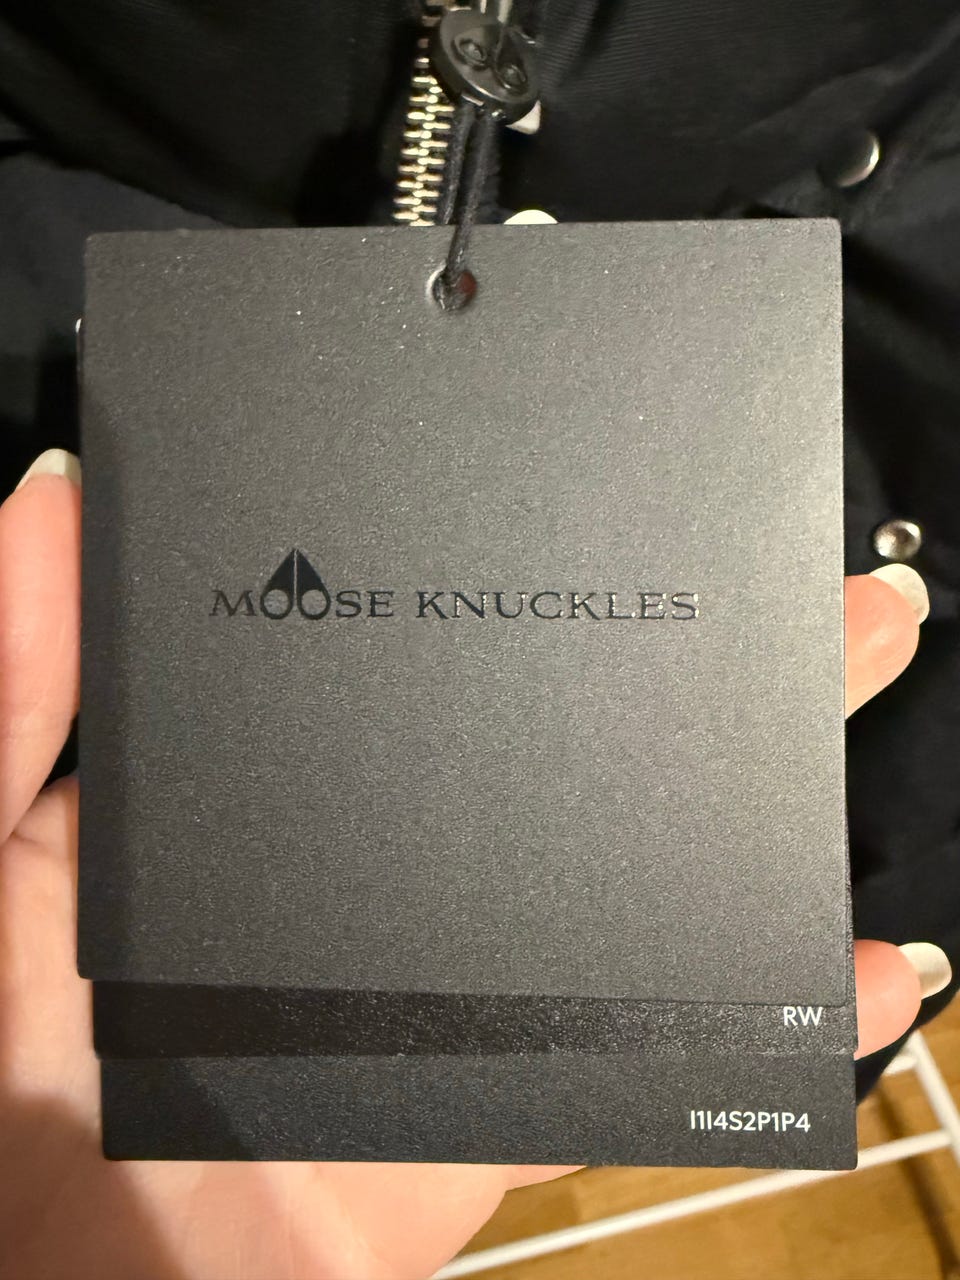 MOOSE KNUCKLES
RW
I1I4S2P1P4